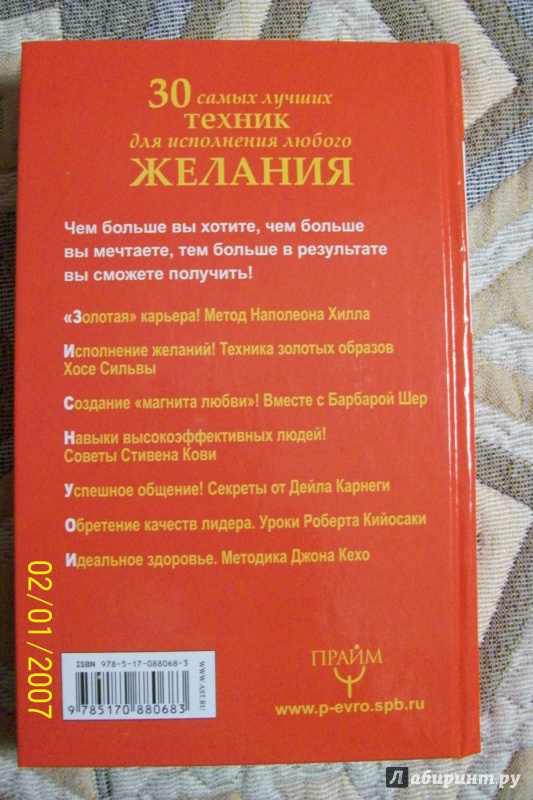 30 самых лучших
техник
для исполнения любого
ЖЕЛАНИЯ
Чем больше вы хотите, чем больше
вы мечтаете, тем больше в результате
вы сможете получить!
«Золотая» карьера! Метод Наполеона Хилла
Исполнение желаний! Техника золотых образов
Хосе Сильвы
Создание «магнита любви»! Вместе с Барбарой Шер
Навыки высокоэффективных людей!
Советы Стивена Кови
Успешное общение! Секреты от Дейла Карнеги
Обретение качеств лидера. Уроки Роберта Кийосаки
Идеальное здоровье. Методика Джона Кехо
02/01/2007
ISBN 978-5-17-088068-3
9 785170 880683
WWW.AST.RU
ПРАЙМ
www.p-evro.spb.ru
Лабиринт.ру